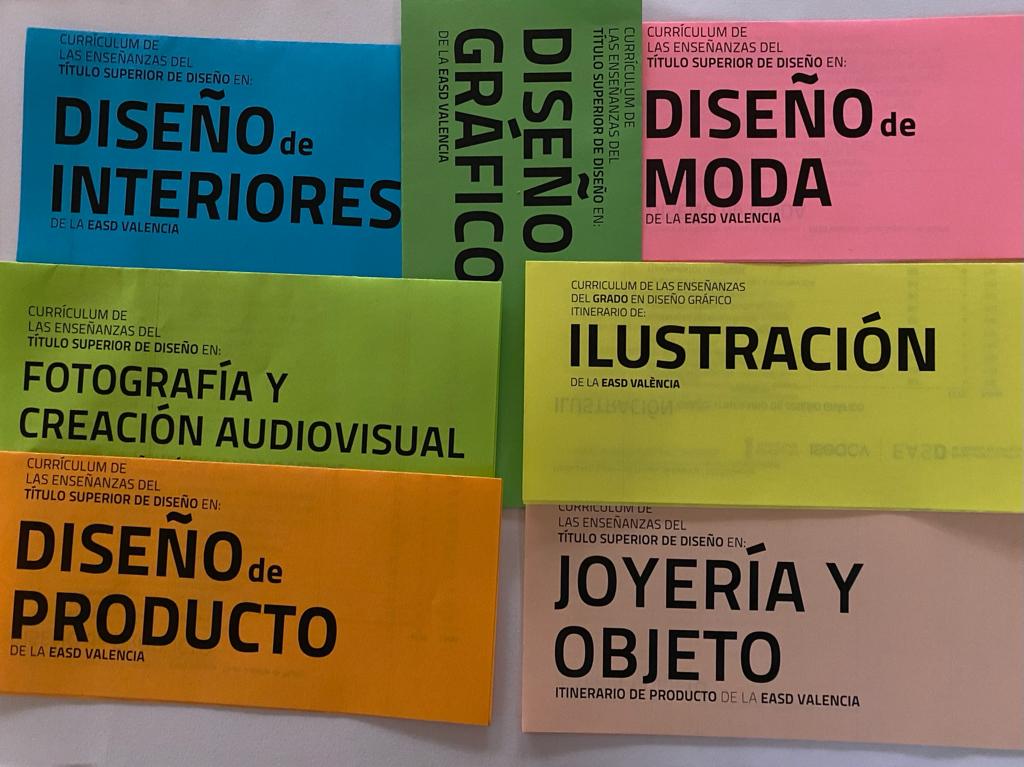 CURRÍCULUM DE
LAS ENSEÑANZAS DEL
TÍTULO SUPERIOR DE DISEÑO EN:
DISEÑO de
INTERIORES
DE LA EASD VALENCIA
CURRÍCULUM DE
LAS ENSEÑANZAS DEL
TÍTULO SUPERIOR DE DISEÑO EN:
DISEÑO
GRÁFICO
DE LA EASD VALENCIA
CURRÍCULUM DE
LAS ENSEÑANZAS DEL
TÍTULO SUPERIOR DE DISEÑO EN:
DISEÑO de
MODA
DE LA EASD VALENCIA
CURRÍCULUM DE
LAS ENSEÑANZAS DEL
TÍTULO SUPERIOR DE DISEÑO EN:
FOTOGRAFÍA Y
CREACIÓN AUDIOVISUAL
CURRICULUM DE LAS ENSEÑANZAS
DEL GRADO EN DISEÑO GRÁFICO
ITINERARIO DE:
ILUSTRACIÓN
DE LA EASD VALÈNCIA
CURRÍCULUM DE
LAS ENSEÑANZAS DEL
TÍTULO SUPERIOR DE DISEÑO EN:
DISEÑO de
PRODUCTO
DE LA EASD VALENCIA
CURRÍCULUM DE
LAS ENSEÑANZAS DEL
TÍTULO SUPERIOR DE DISEÑO EN:
JOYERÍA Y
OBJETO
ITINERARIO DE PRODUCTO DE LA EASD VALENCIA